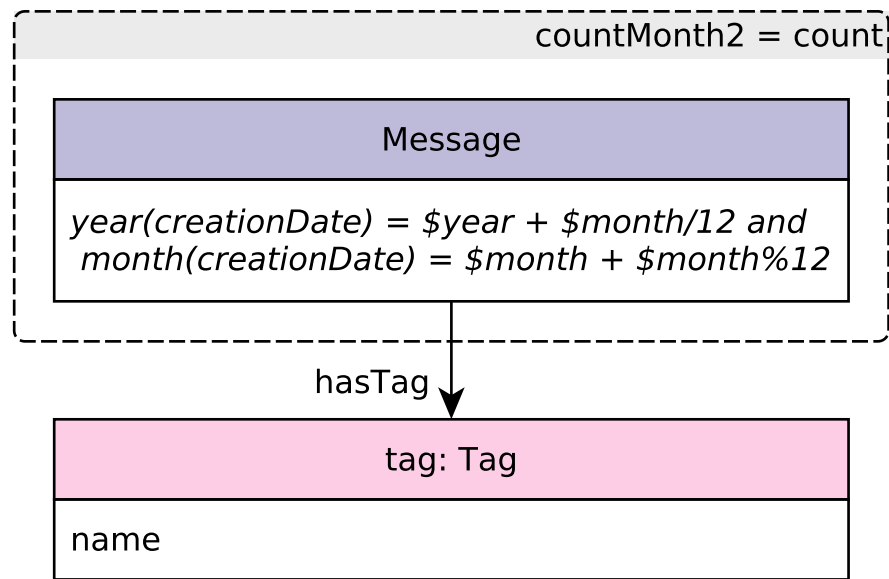 countMonth2 = count
Message
year(creationDate) = $year + $month/12 and
month(creationDate) = $month + $month%12
hasTag
tag: Tag
name